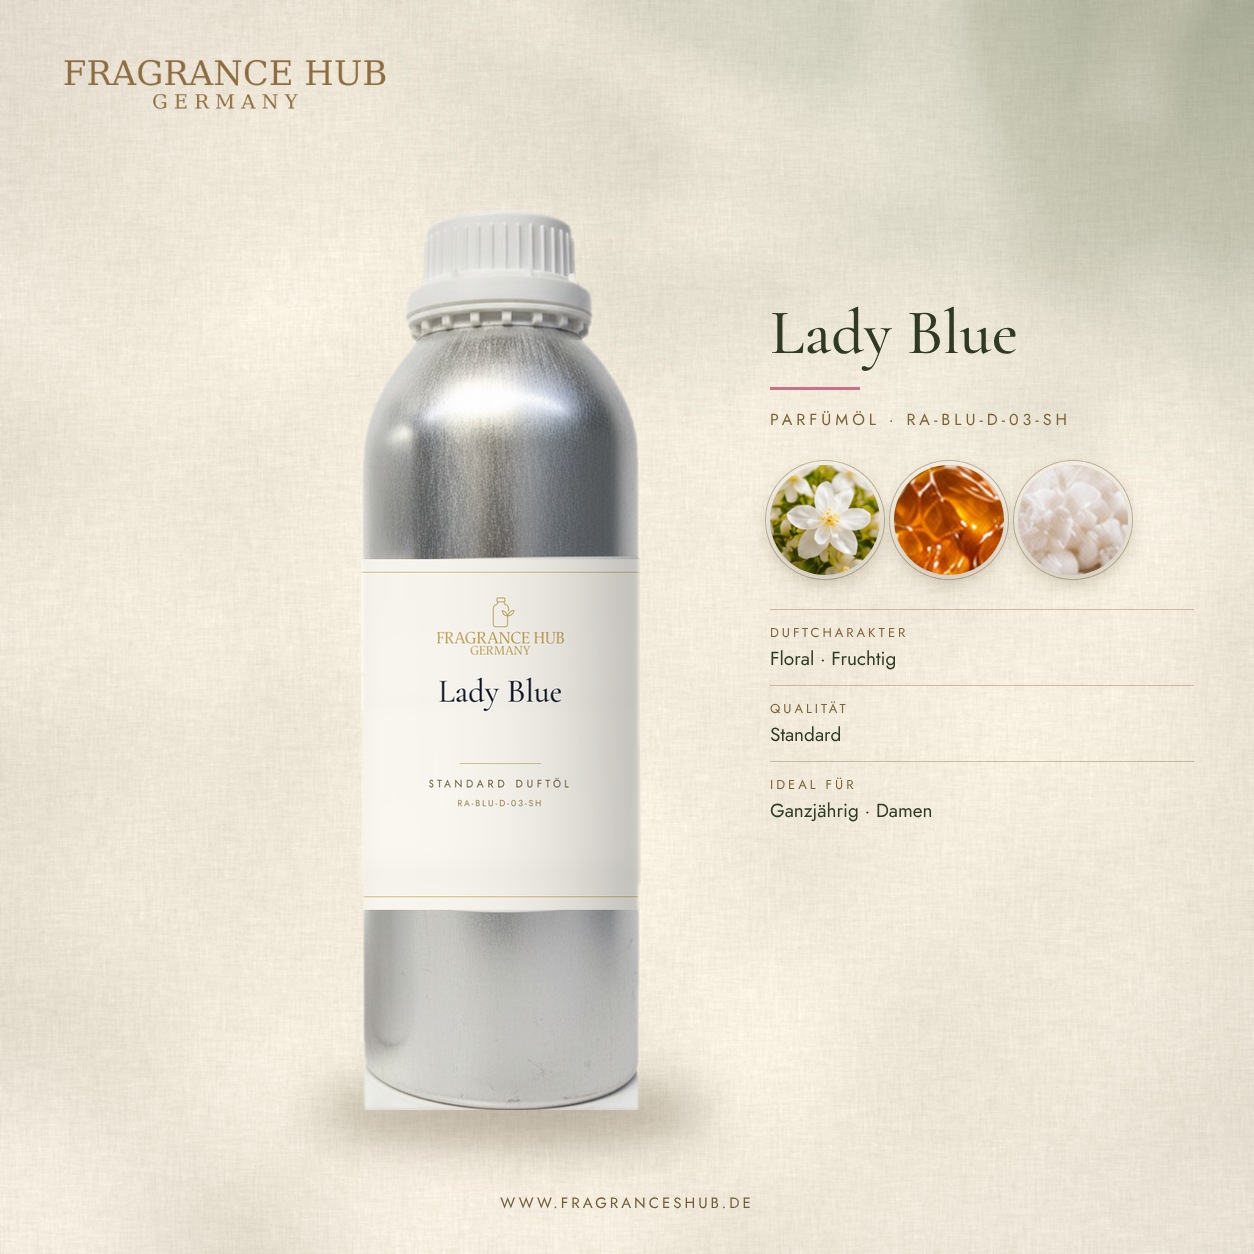 FRAGRANCE HUB
GERMANY
Lady Blue
PARFÜMÖL · RA-BLU-D-03-SH
DUFTCHARAKTER
Floral · Fruchtig
QUALITÄT
Standard
IDEAL FÜR
Ganzjährig · Damen
FRAGRANCE HUB
GERMANY
Lady Blue
STANDARD DUFTÖL
RA-BLU-D-03-SH
WWW.FRAGRANCESHUB.DE